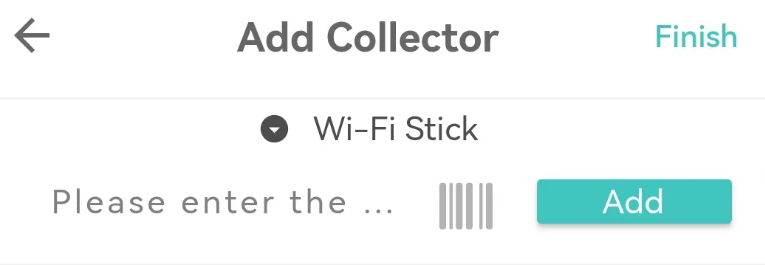 Add Collector
Finish
Wi-Fi Stick
Please enter the ...
Add